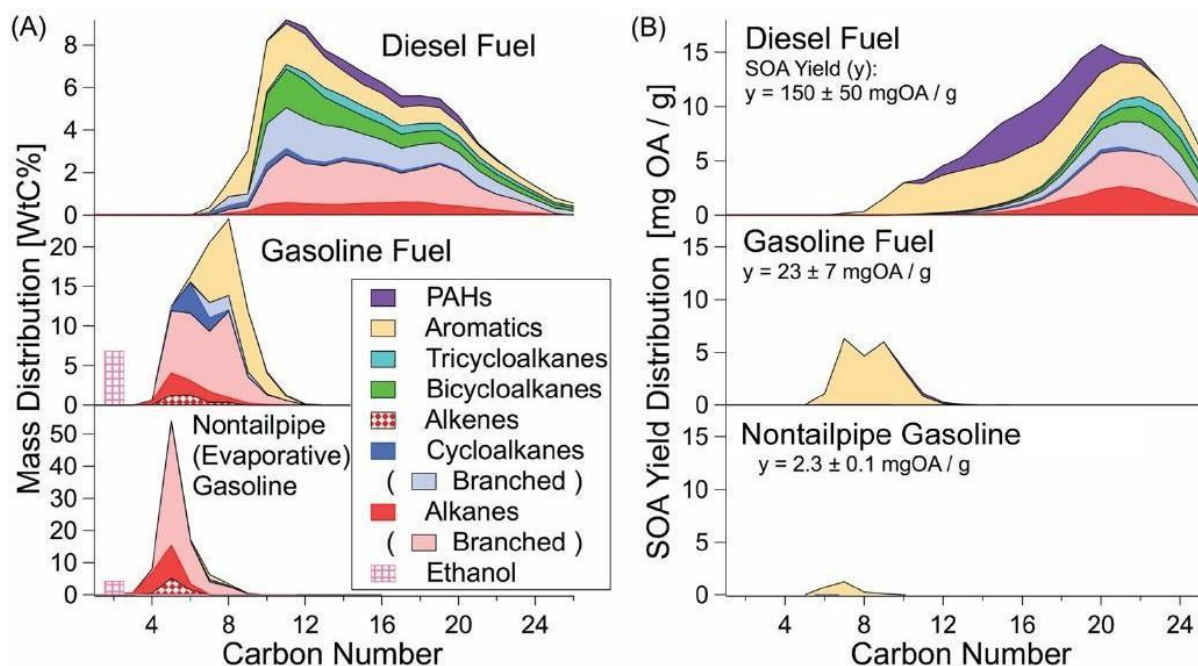 (A)
Diesel Fuel
8
6
4
2
0
Gasoline Fuel
20
15
10
5
0
Nontailpipe
(Evaporative)
Gasoline
50
40
30
20
10
0
Mass Distribution [WtC%]
4
8
12
16
20
24
Carbon Number
PAHs
Aromatics
Tricycloalkanes
Bicycloalkanes
Alkenes
Cycloalkanes
( Branched )
Alkanes
( Branched )
Ethanol
(B)
Diesel Fuel
SOA Yield (y):
y = 150 ± 50 mgOA / g
15
10
5
0
Gasoline Fuel
y = 23 ± 7 mgOA / g
15
10
5
0
Nontailpipe Gasoline
y = 2.3 ± 0.1 mgOA / g
15
10
5
0
SOA Yield Distribution [mg OA / g]
4
8
12
16
20
24
Carbon Number